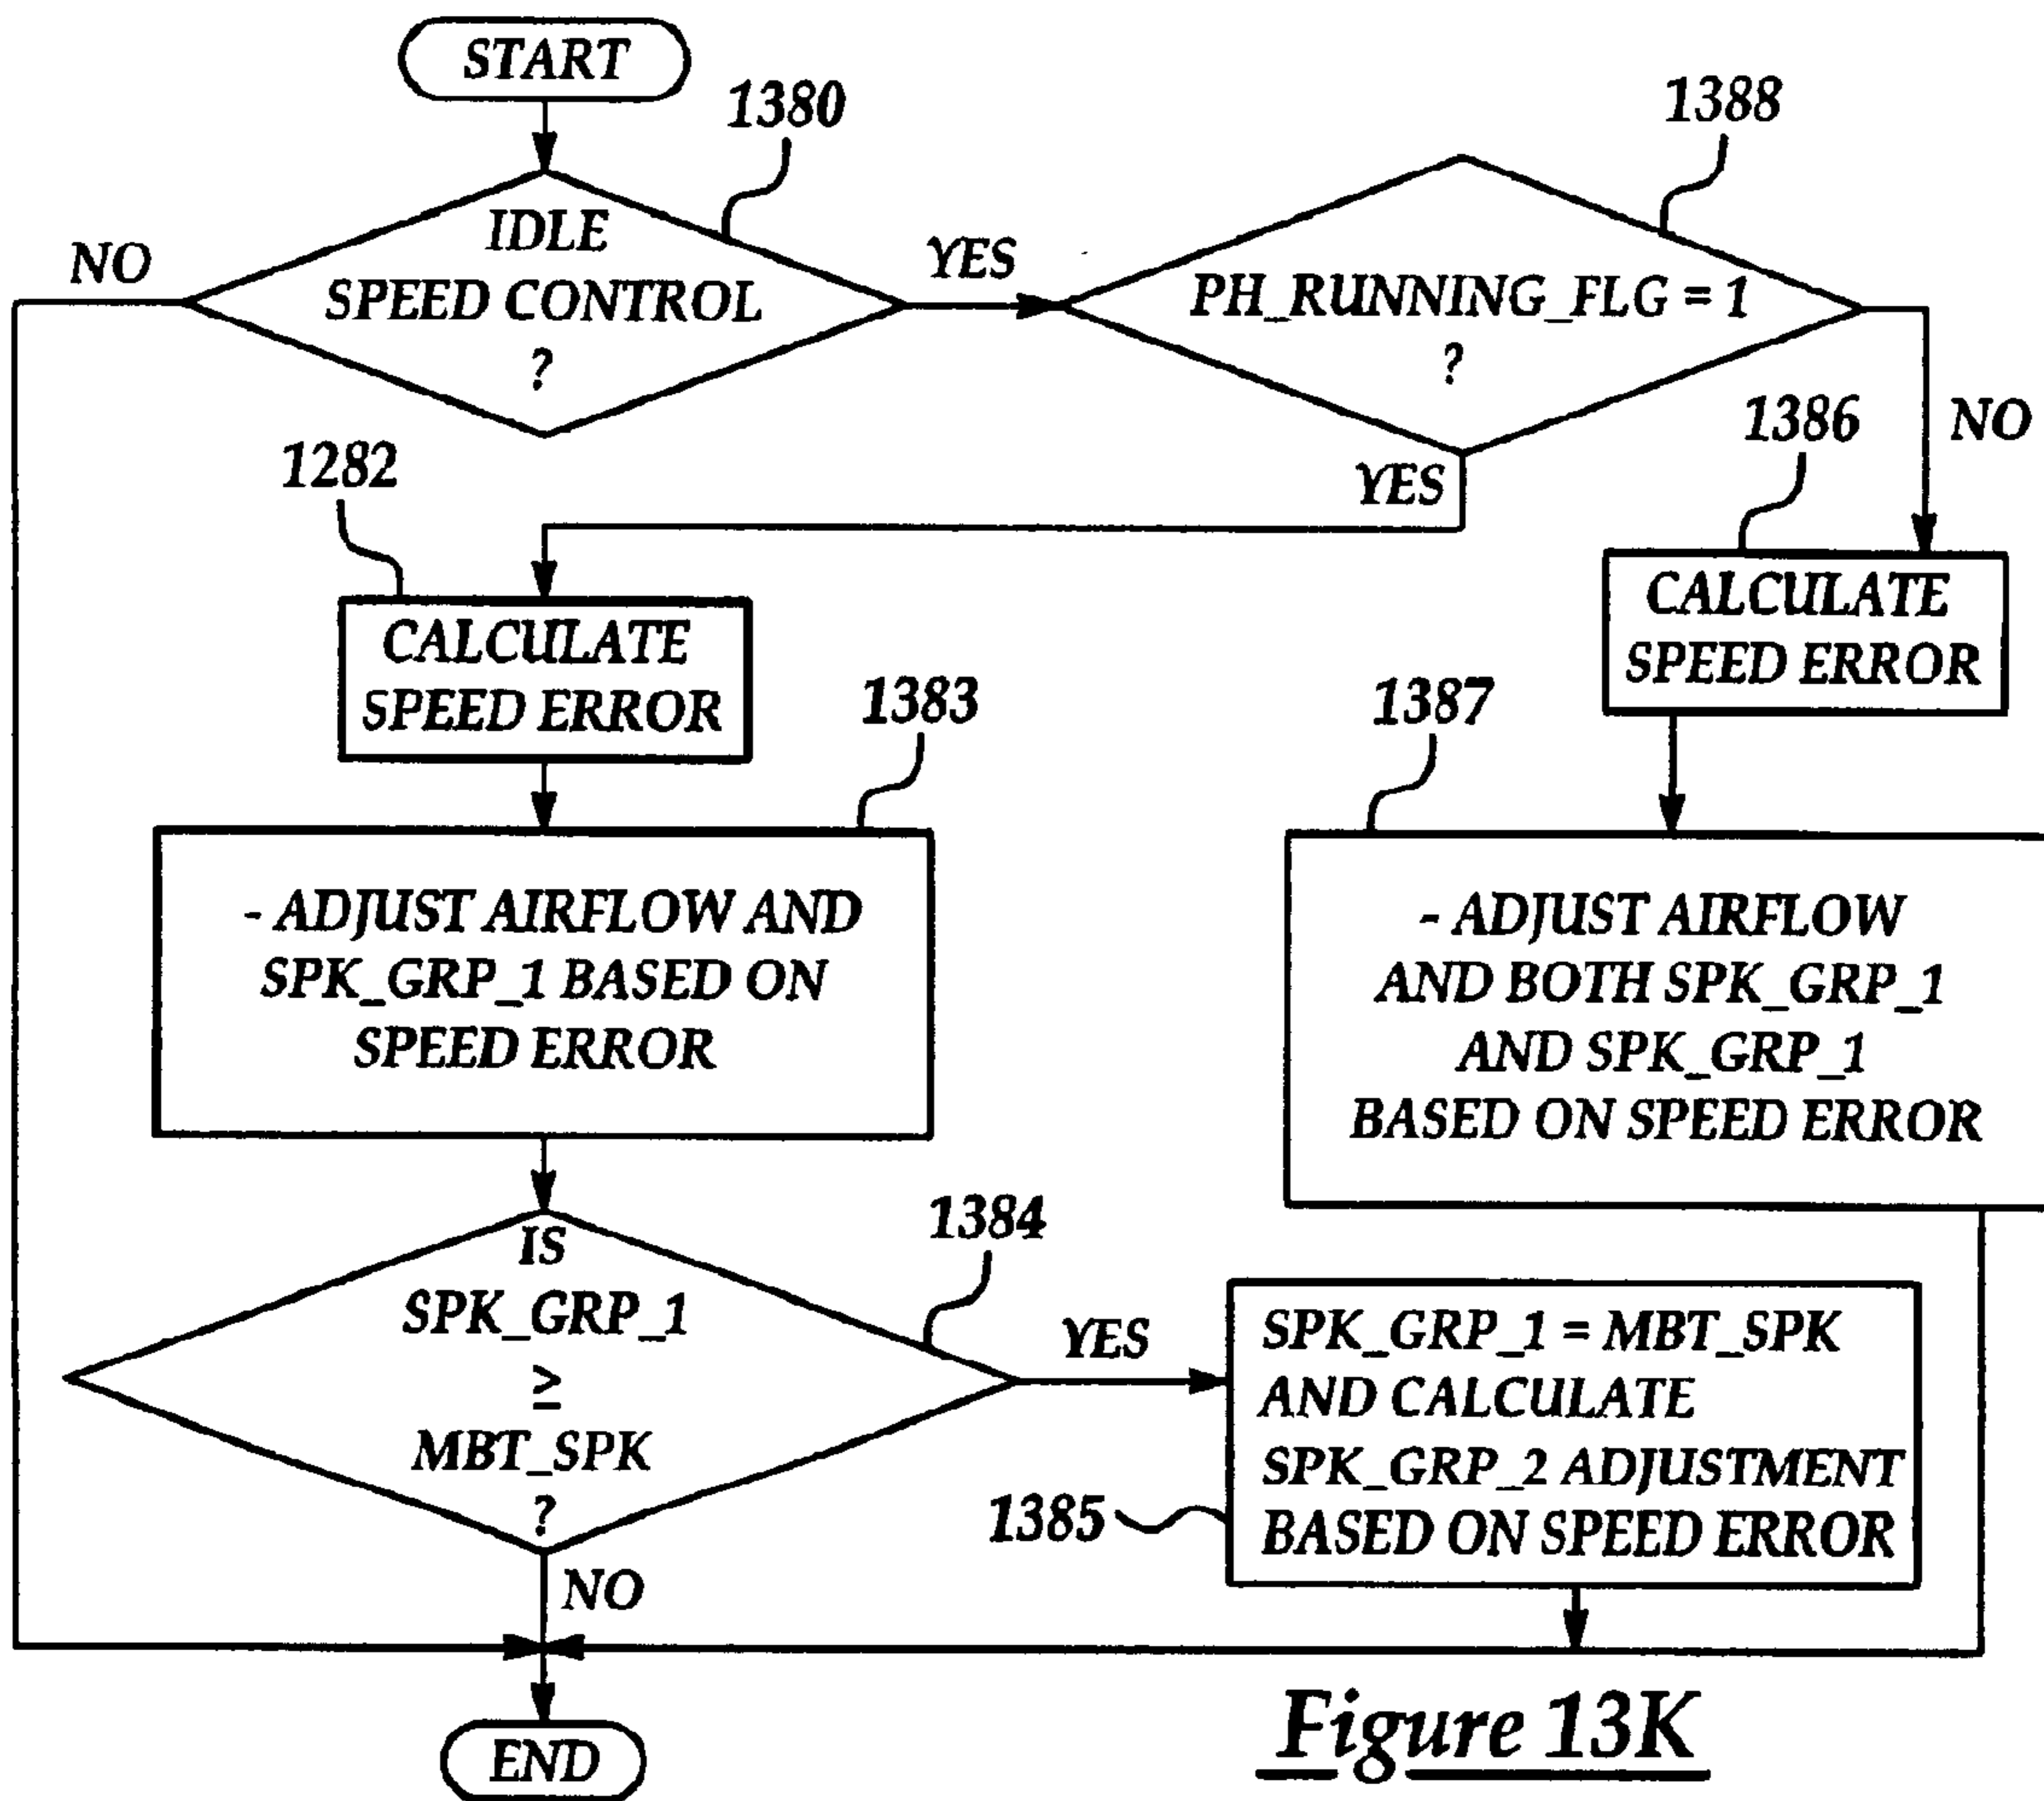 START
1380
IDLE
SPEED CONTROL
?
NO
YES
1388
PH_RUNNING_FLG = 1
?
NO
YES
1282
CALCULATE
SPEED ERROR
1386
CALCULATE
SPEED ERROR
1383
- ADJUST AIRFLOW AND
SPK_GRP_1 BASED ON
SPEED ERROR
1387
- ADJUST AIRFLOW
AND BOTH SPK_GRP_1
AND SPK_GRP_1
BASED ON SPEED ERROR
1384
IS
SPK_GRP_1
≥
MBT_SPK
?
YES
NO
SPK_GRP_1 = MBT_SPK
AND CALCULATE
SPK_GRP_2 ADJUSTMENT
BASED ON SPEED ERROR
1385
END
Figure 13K